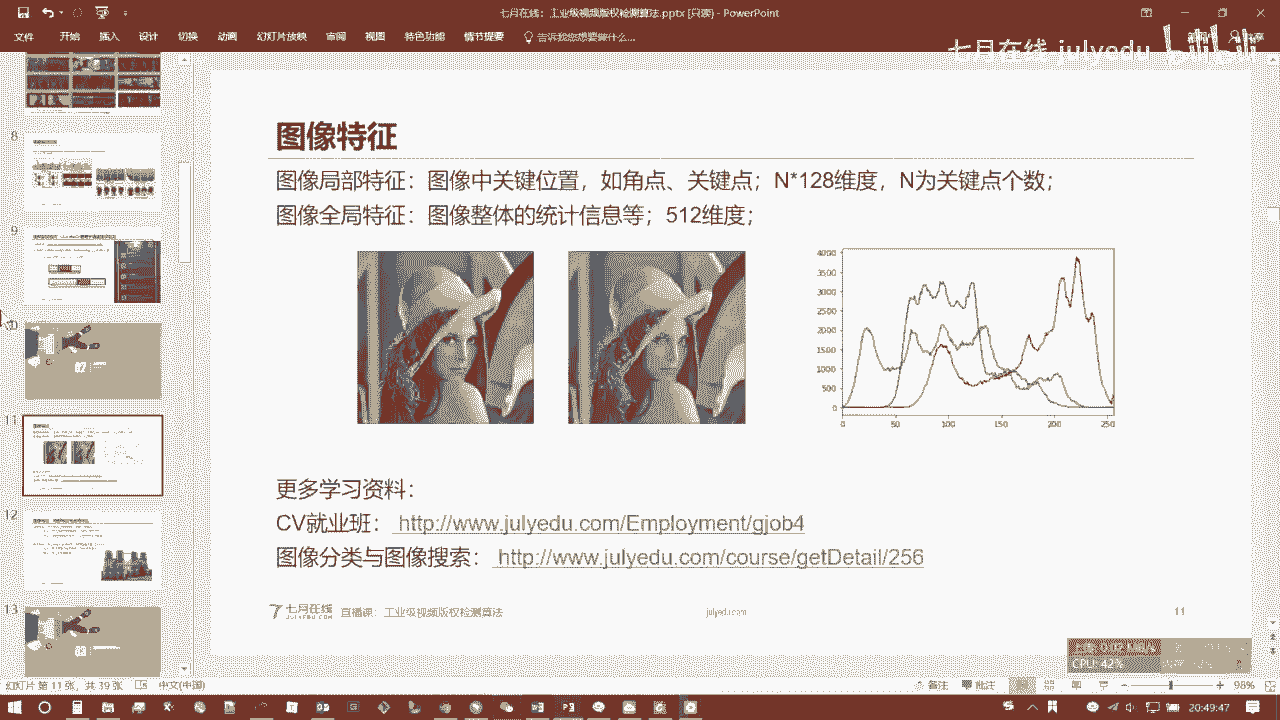 七月在线：工业级视频版权检测算法.pptx [只读] - PowerPoint
文件 开始 插入 设计 切换 动画 幻灯片放映 审阅 视图 特色功能 情节提要 告诉我您想要做什么...
七月在线 julyedu bilibili
图像特征
图像局部特征：图像中关键位置，如角点、关键点；N*128维度，N为关键点个数；
图像全局特征：图像整体的统计信息等；512维度；
4000
3500
3000
2500
2000
1500
1000
500
0
0 50 100 150 200 250
更多学习资料：
CV就业班： http://www.julyedu.com/Employment/gjob4
图像分类与图像搜索： http://www.julyedu.com/course/getDetail/256
七月在线 JULYEDU.COM 直播课：工业级视频版权检测算法 julyedu.com 11
8
9
10
11
12
13
CPU: 42%
幻灯片 第 11 张，共 39 张 中文(中国) 备注 批注 98%
20:49:47